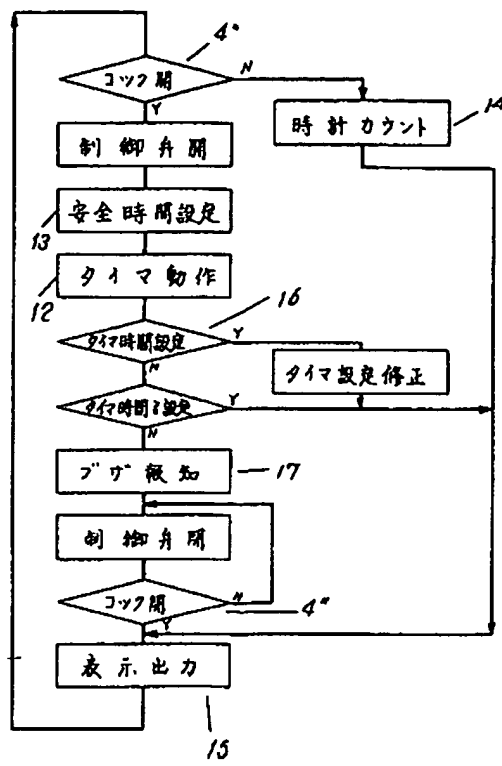 4"
コック開
N
Y
時計カウント
14
制御弁開
安全時間設定
13
タイマ動作
12
16
タイマ時間設定
Y
N
タイマ設定修正
タイマ時間≧設定
Y
N
ブザ報知
17
制御弁閉
コック閉
N
4"
Y
表示出力
15